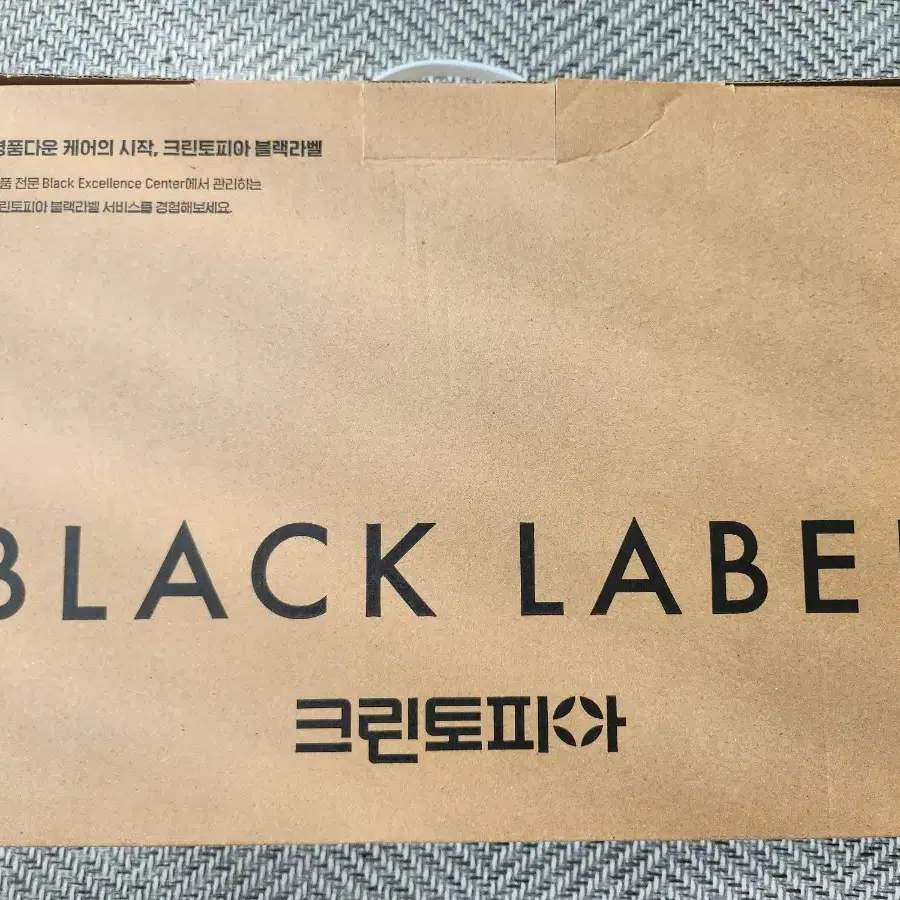 명품다운 케어의 시작, 크린토피아 블랙라벨
품 전문 Black Excellence Center에서 관리하는
크린토피아 블랙라벨 서비스를 경험해보세요.
BLACK LABEL
크린토피아